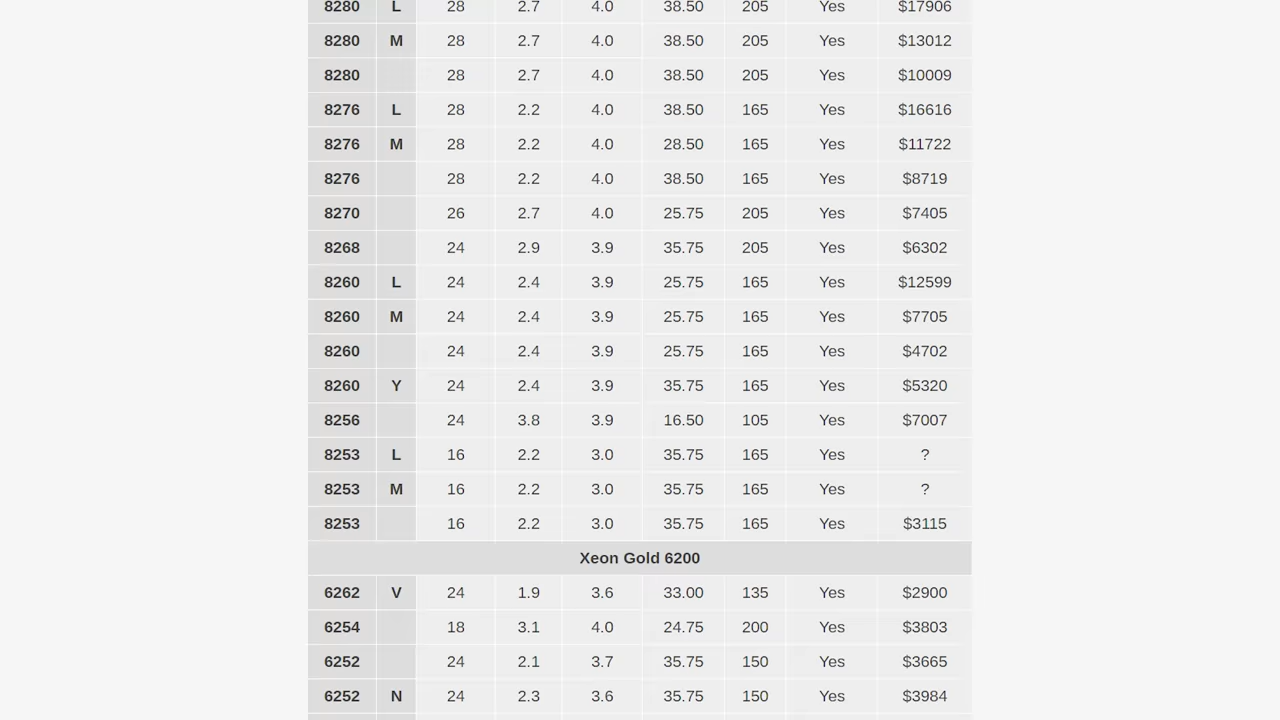 8280 L 28 2.7 4.0 38.50 205 Yes $17906
8280 M 28 2.7 4.0 38.50 205 Yes $13012
8280 28 2.7 4.0 38.50 205 Yes $10009
8276 L 28 2.2 4.0 38.50 165 Yes $16616
8276 M 28 2.2 4.0 28.50 165 Yes $11722
8276 28 2.2 4.0 38.50 165 Yes $8719
8270 26 2.7 4.0 25.75 205 Yes $7405
8268 24 2.9 3.9 35.75 205 Yes $6302
8260 L 24 2.4 3.9 25.75 165 Yes $12599
8260 M 24 2.4 3.9 25.75 165 Yes $7705
8260 24 2.4 3.9 25.75 165 Yes $4702
8260 Y 24 2.4 3.9 35.75 165 Yes $5320
8256 24 3.8 3.9 16.50 105 Yes $7007
8253 L 16 2.2 3.0 35.75 165 Yes ?
8253 M 16 2.2 3.0 35.75 165 Yes ?
8253 16 2.2 3.0 35.75 165 Yes $3115
Xeon Gold 6200
6262 V 24 1.9 3.6 33.00 135 Yes $2900
6254 18 3.1 4.0 24.75 200 Yes $3803
6252 24 2.1 3.7 35.75 150 Yes $3665
6252 N 24 2.3 3.6 35.75 150 Yes $3984